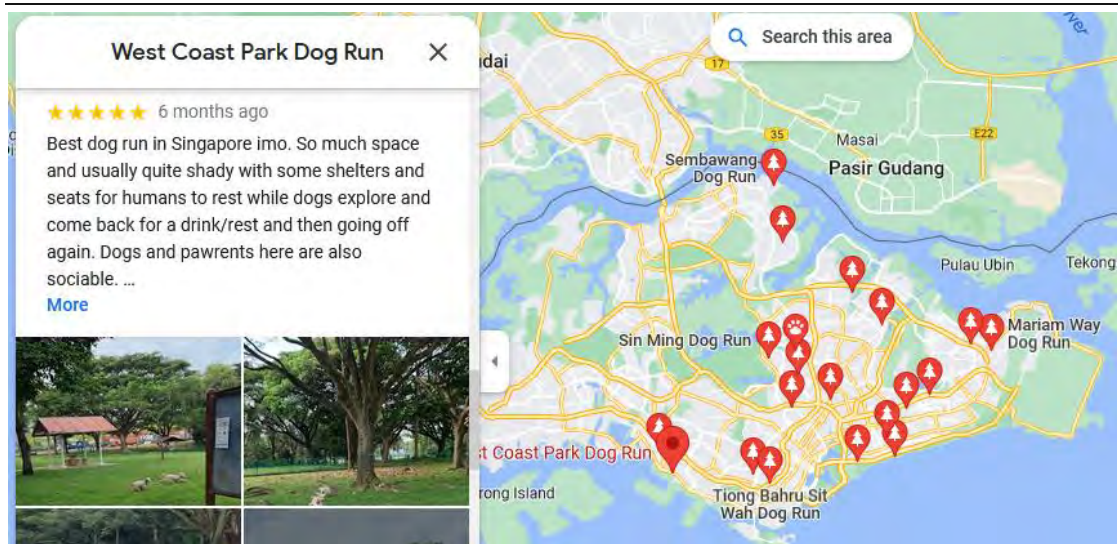 West Coast Park Dog Run
6 months ago
Best dog run in Singapore imo. So much space
and usually quite shady with some shelters and
seats for humans to rest while dogs explore and
come back for a drink/rest and then going off
again. Dogs and pawrents here are also
sociable. ...
More
Search this area
dai
17
35
Masai
E22
Pasir Gudang
Sembawang
Dog Run
Pulau Ubin
Tekong
Mariam Way
Dog Run
Sin Ming Dog Run
st Coast Park Dog Run
rong Island
Tiong Bahru Sit
Wah Dog Run